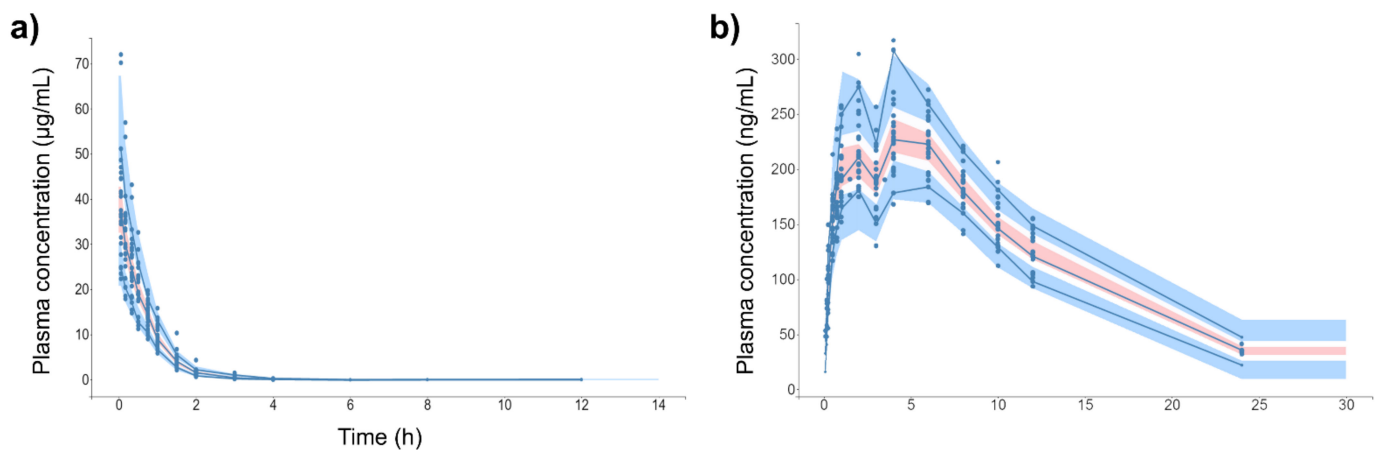 a)
Plasma concentration (µg/mL)
70
60
50
40
30
20
10
0
0 2 4 6 8 10 12 14
Time (h)
b)
Plasma concentration (ng/mL)
300
250
200
150
100
50
0
0 5 10 15 20 25 30